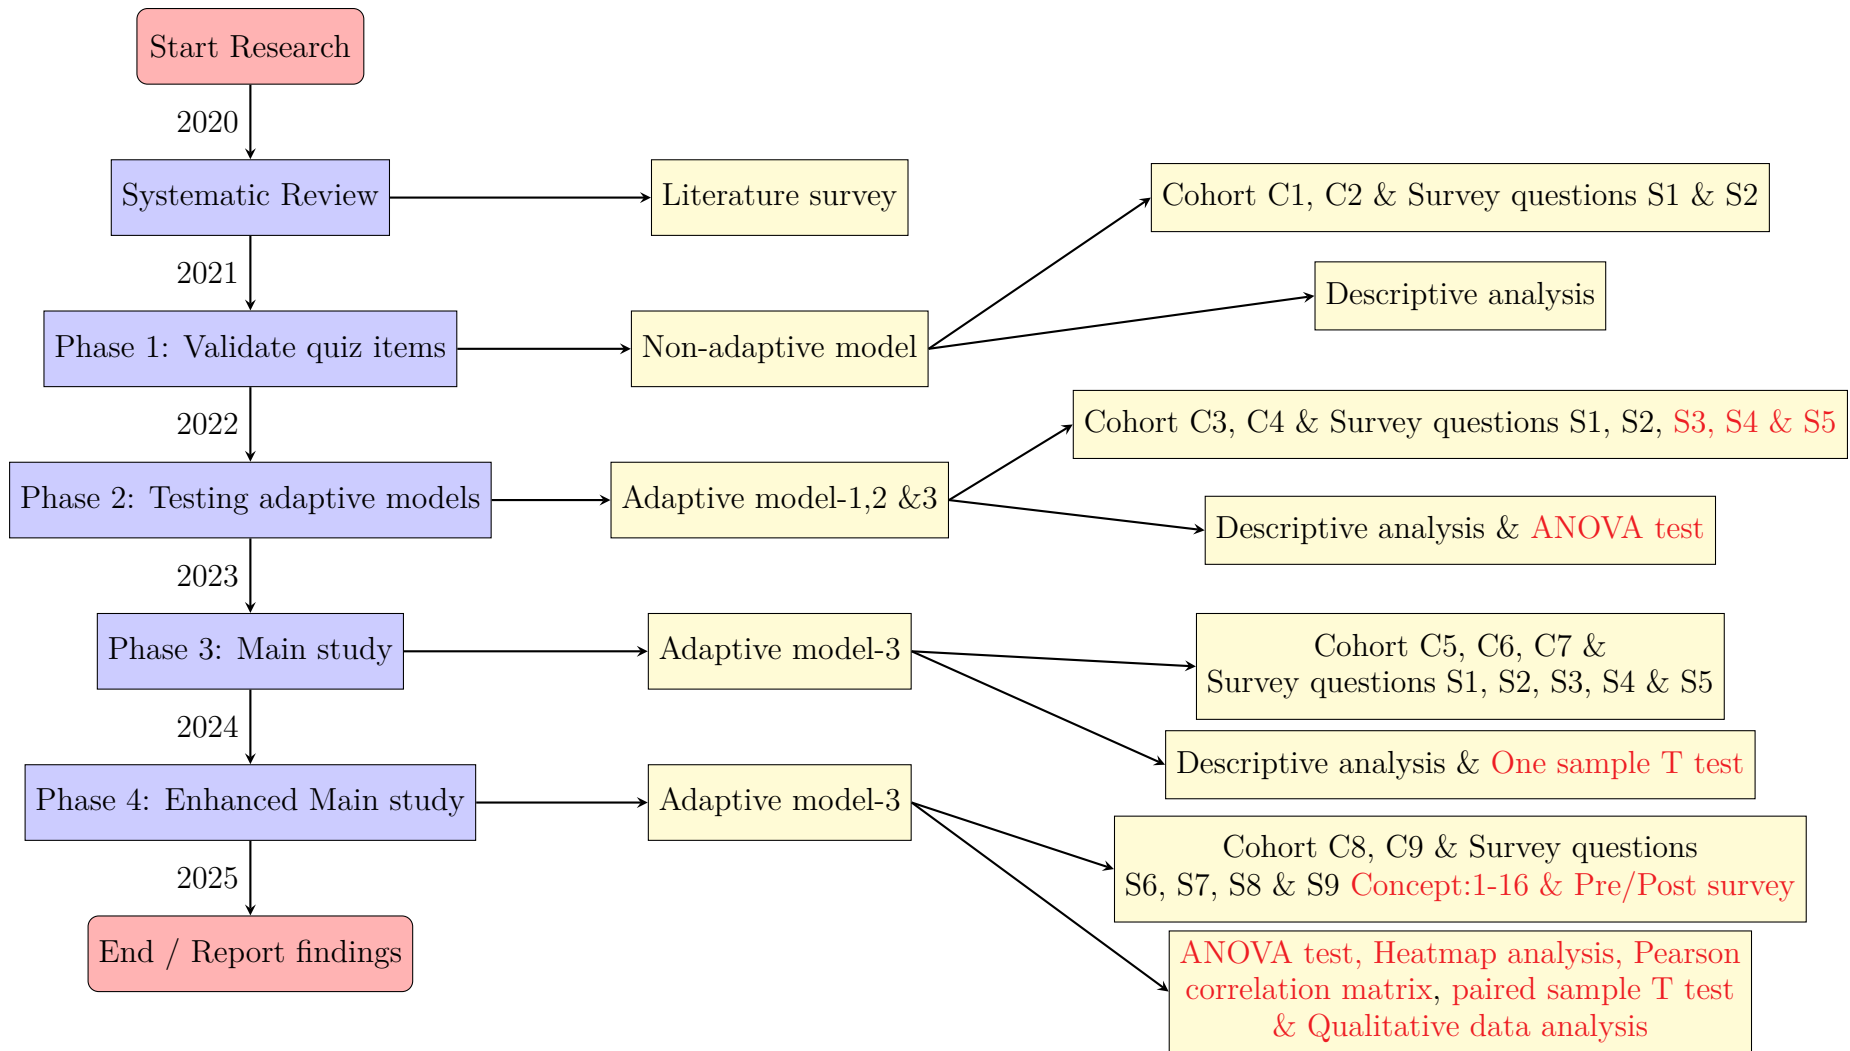 Start Research
2020
Systematic Review
Literature survey
Cohort C1, C2 & Survey questions S1 & S2
2021
Descriptive analysis
Phase 1: Validate quiz items
Non-adaptive model
2022
Cohort C3, C4 & Survey questions S1, S2, S3, S4 & S5
Phase 2: Testing adaptive models
Adaptive model-1,2 &3
Descriptive analysis & ANOVA test
2023
Phase 3: Main study
Adaptive model-3
Cohort C5, C6, C7 &
Survey questions S1, S2, S3, S4 & S5
2024
Descriptive analysis & One sample T test
Phase 4: Enhanced Main study
Adaptive model-3
Cohort C8, C9 & Survey questions
S6, S7, S8 & S9 Concept:1-16 & Pre/Post survey
2025
End / Report findings
ANOVA test, Heatmap analysis, Pearson
correlation matrix, paired sample T test
& Qualitative data analysis